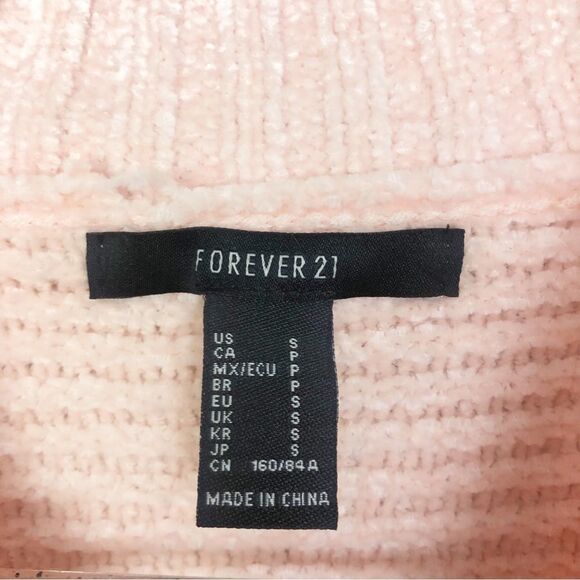 FOREVER 21
US S
CA P
MX/ECU P
BR P
EU S
UK S
KR S
JP S
CN 160/84A
MADE IN CHINA